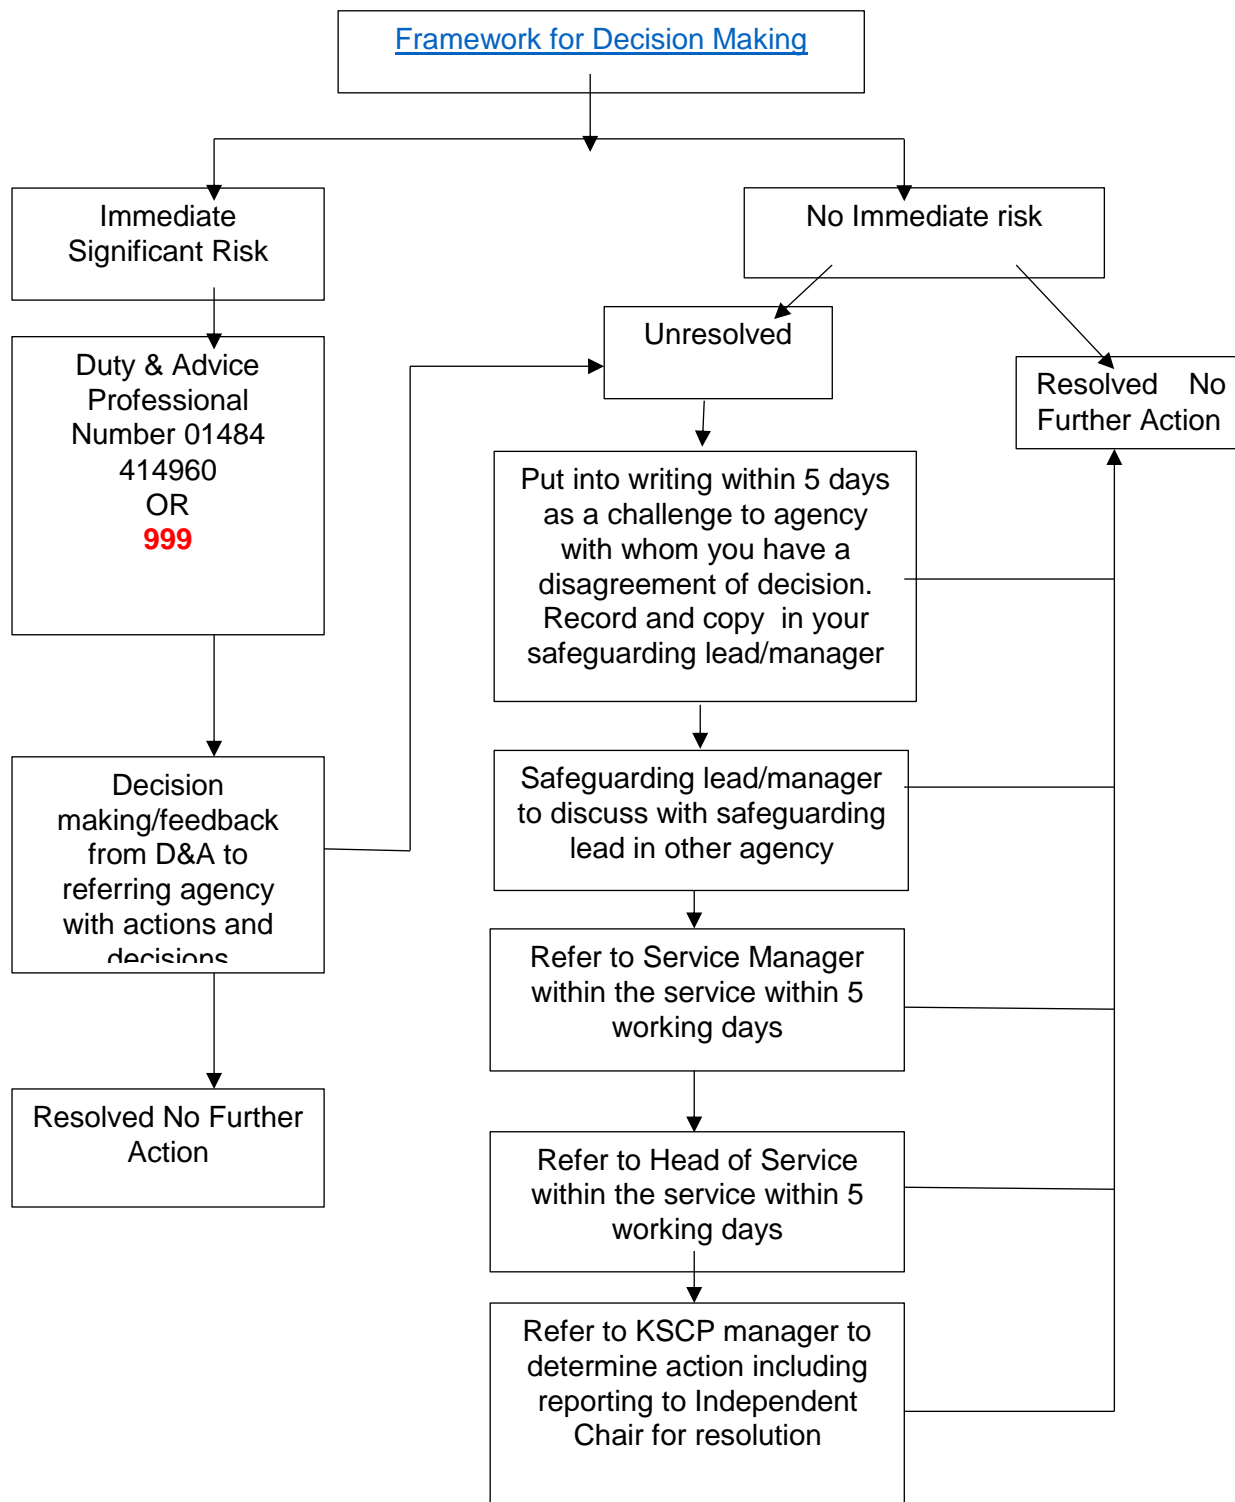 Framework for Decision Making
Immediate
Significant Risk
No Immediate risk
Duty & Advice
Professional
Number 01484
414960
OR
999
Unresolved
Resolved No
Further Action
Put into writing within 5 days
as a challenge to agency
with whom you have a
disagreement of decision.
Record and copy in your
safeguarding lead/manager
Decision
making/feedback
from D&A to
referring agency
with actions and
decisions
Safeguarding lead/manager
to discuss with safeguarding
lead in other agency
Refer to Service Manager
within the service within 5
working days
Resolved No Further
Action
Refer to Head of Service
within the service within 5
working days
Refer to KSCP manager to
determine action including
reporting to Independent
Chair for resolution